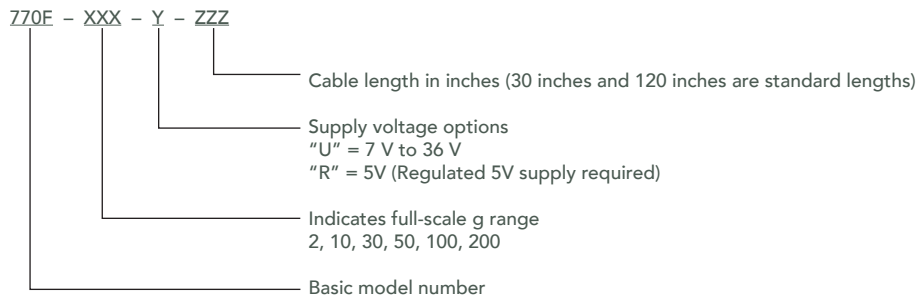 770F – XXX – Y – ZZZ
Cable length in inches (30 inches and 120 inches are standard lengths)
Supply voltage options
“U” = 7 V to 36 V
“R” = 5V (Regulated 5V supply required)
Indicates full-scale g range
2, 10, 30, 50, 100, 200
Basic model number